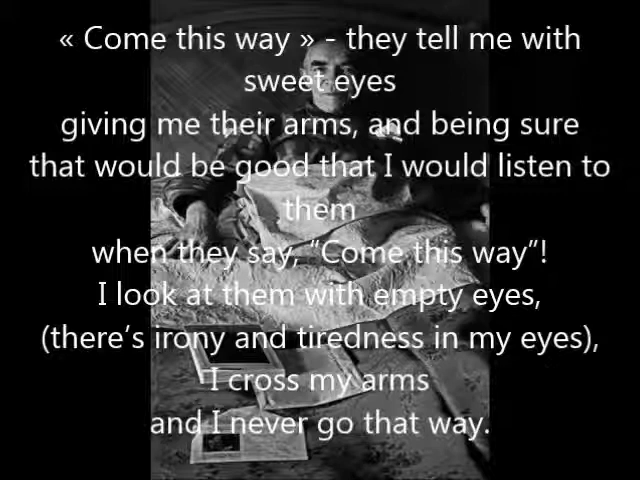 « Come this way » - they tell me with
sweet eyes
giving me their arms, and being sure
that would be good that I would listen to
them
when they say, “Come this way”!
I look at them with empty eyes,
(there’s irony and tiredness in my eyes),
I cross my arms
and I never go that way.